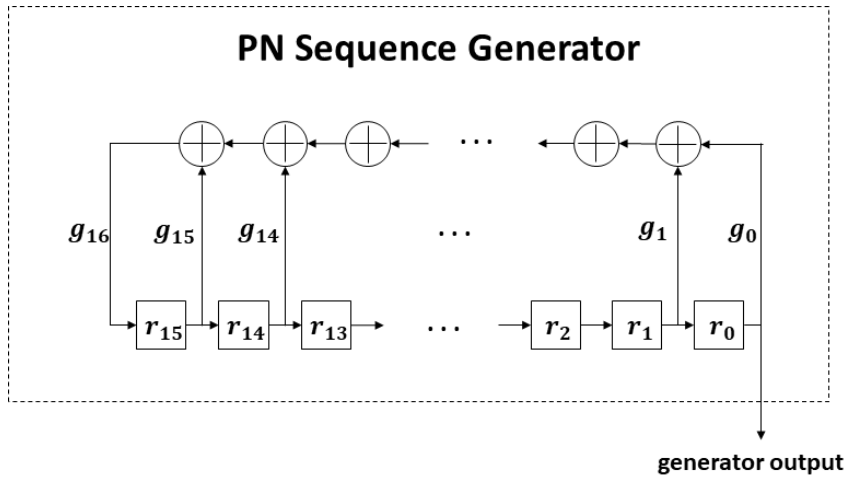 PN Sequence Generator
...
g₁₆ g₁₅ g₁₄ ... g₁ g₀
r₁₅ r₁₄ r₁₃ ... r₂ r₁ r₀
generator output